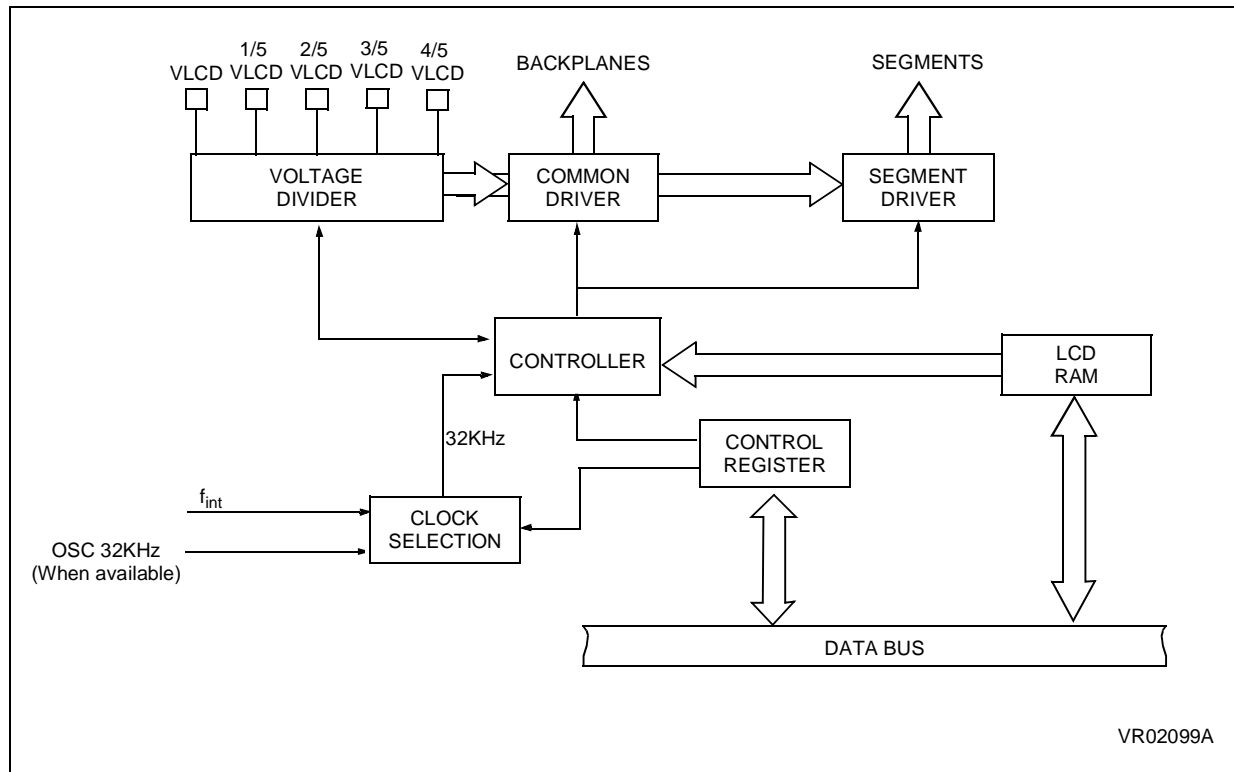 VLCD
1/5
VLCD
2/5
VLCD
3/5
VLCD
4/5
VLCD
BACKPLANES
SEGMENTS
VOLTAGE
DIVIDER
COMMON
DRIVER
SEGMENT
DRIVER
CONTROLLER
LCD
RAM
32KHz
CONTROL
REGISTER
f_int
CLOCK
SELECTION
OSC 32KHz
(When available)
DATA BUS
VR02099A